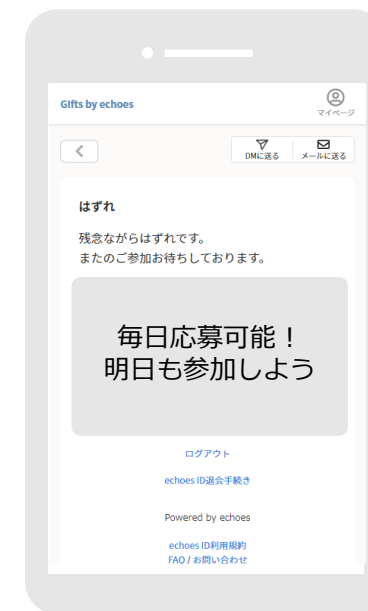 Gifts by echoes
マイページ
DMに送る
メールに送る
はずれ
残念ながらはずれです。
またのご参加お待ちしております。
毎日応募可能！
明日も参加しよう
ログアウト
echoes ID退会手続き
Powered by echoes
echoes ID利用規約
FAQ / お問い合わせ